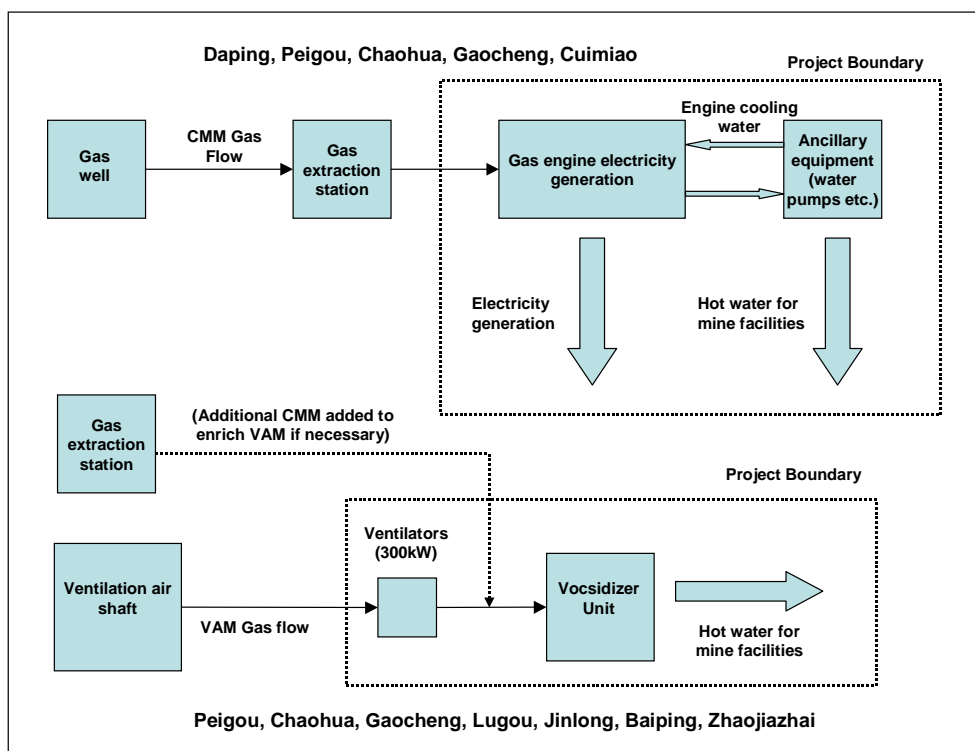 Daping, Peigou, Chaohua, Gaocheng, Cuimiao
Project Boundary
Gas
well
CMM Gas
Flow
Gas
extraction
station
Gas engine electricity
generation
Engine cooling
water
Ancillary
equipment
(water
pumps etc.)
Electricity
generation
Hot water for
mine facilities
Gas
extraction
station
(Additional CMM added to
enrich VAM if necessary)
Project Boundary
Ventilation air
shaft
VAM Gas flow
Ventilators
(300kW)
Vocsidizer
Unit
Hot water for
mine facilities
Peigou, Chaohua, Gaocheng, Lugou, Jinlong, Baiping, Zhaojiazhai